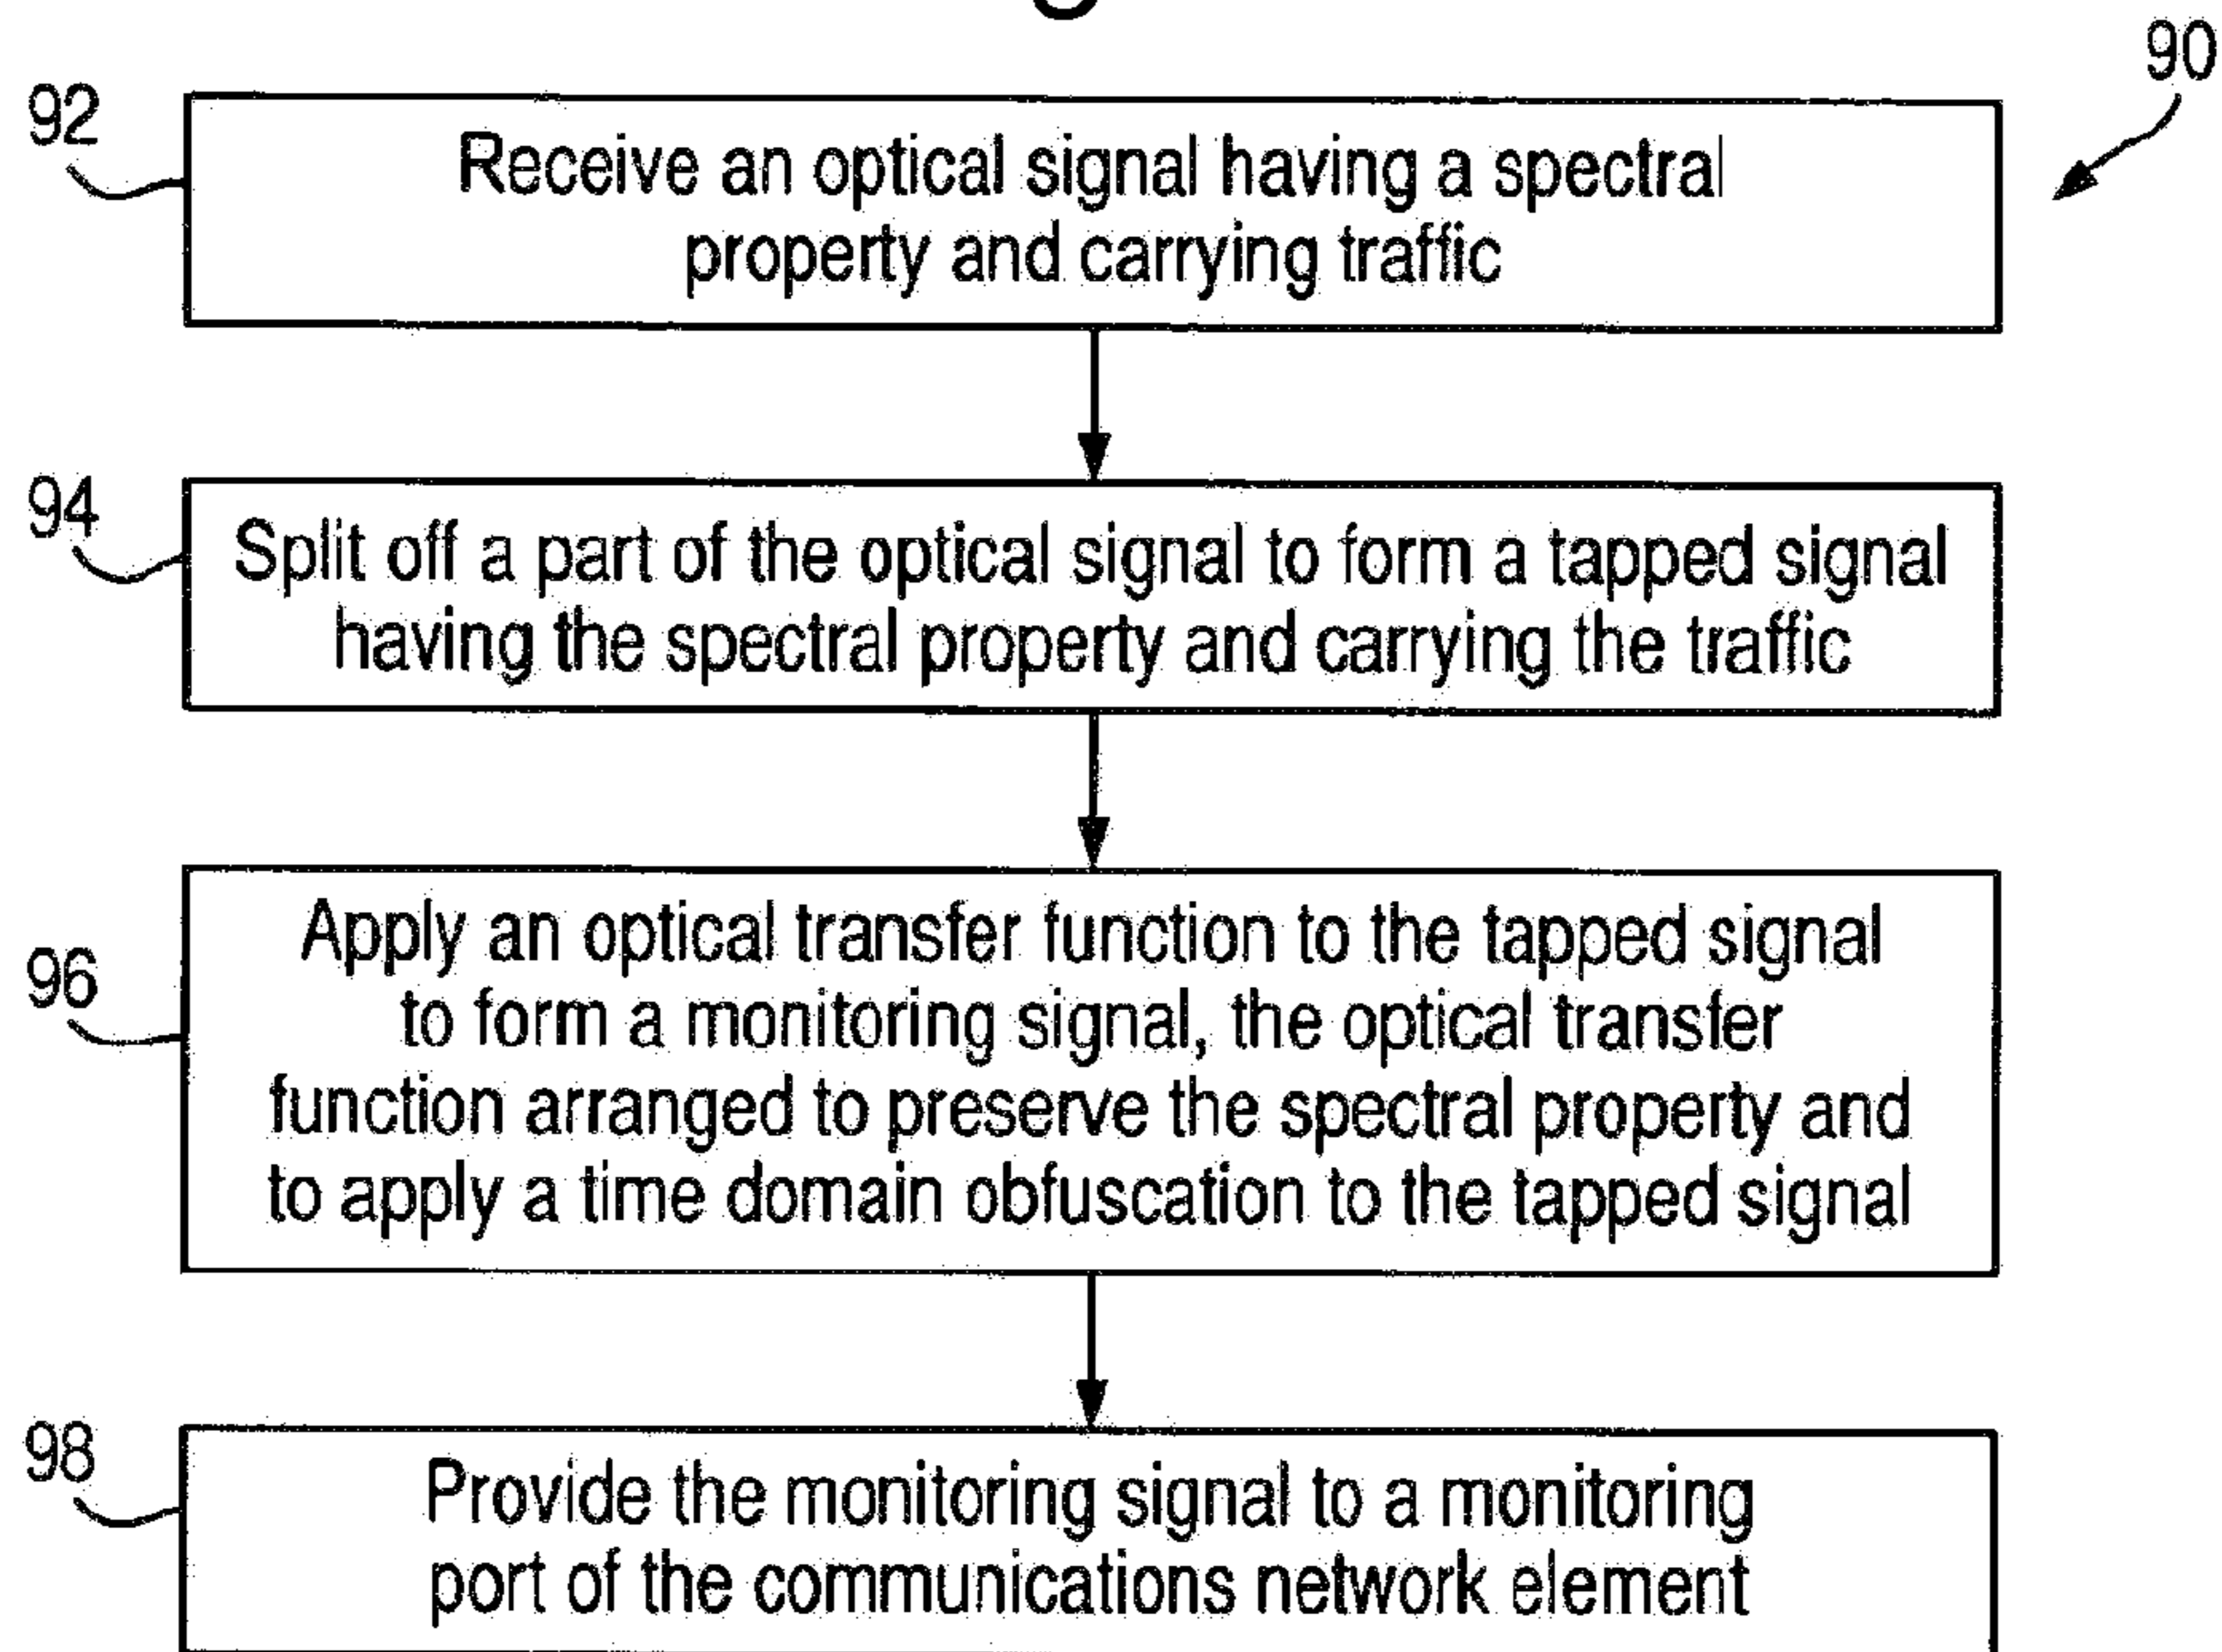 90
92
Receive an optical signal having a spectral
property and carrying traffic
94
Split off a part of the optical signal to form a tapped signal
having the spectral property and carrying the traffic
96
Apply an optical transfer function to the tapped signal
to form a monitoring signal, the optical transfer
function arranged to preserve the spectral property and
to apply a time domain obfuscation to the tapped signal
98
Provide the monitoring signal to a monitoring
port of the communications network element